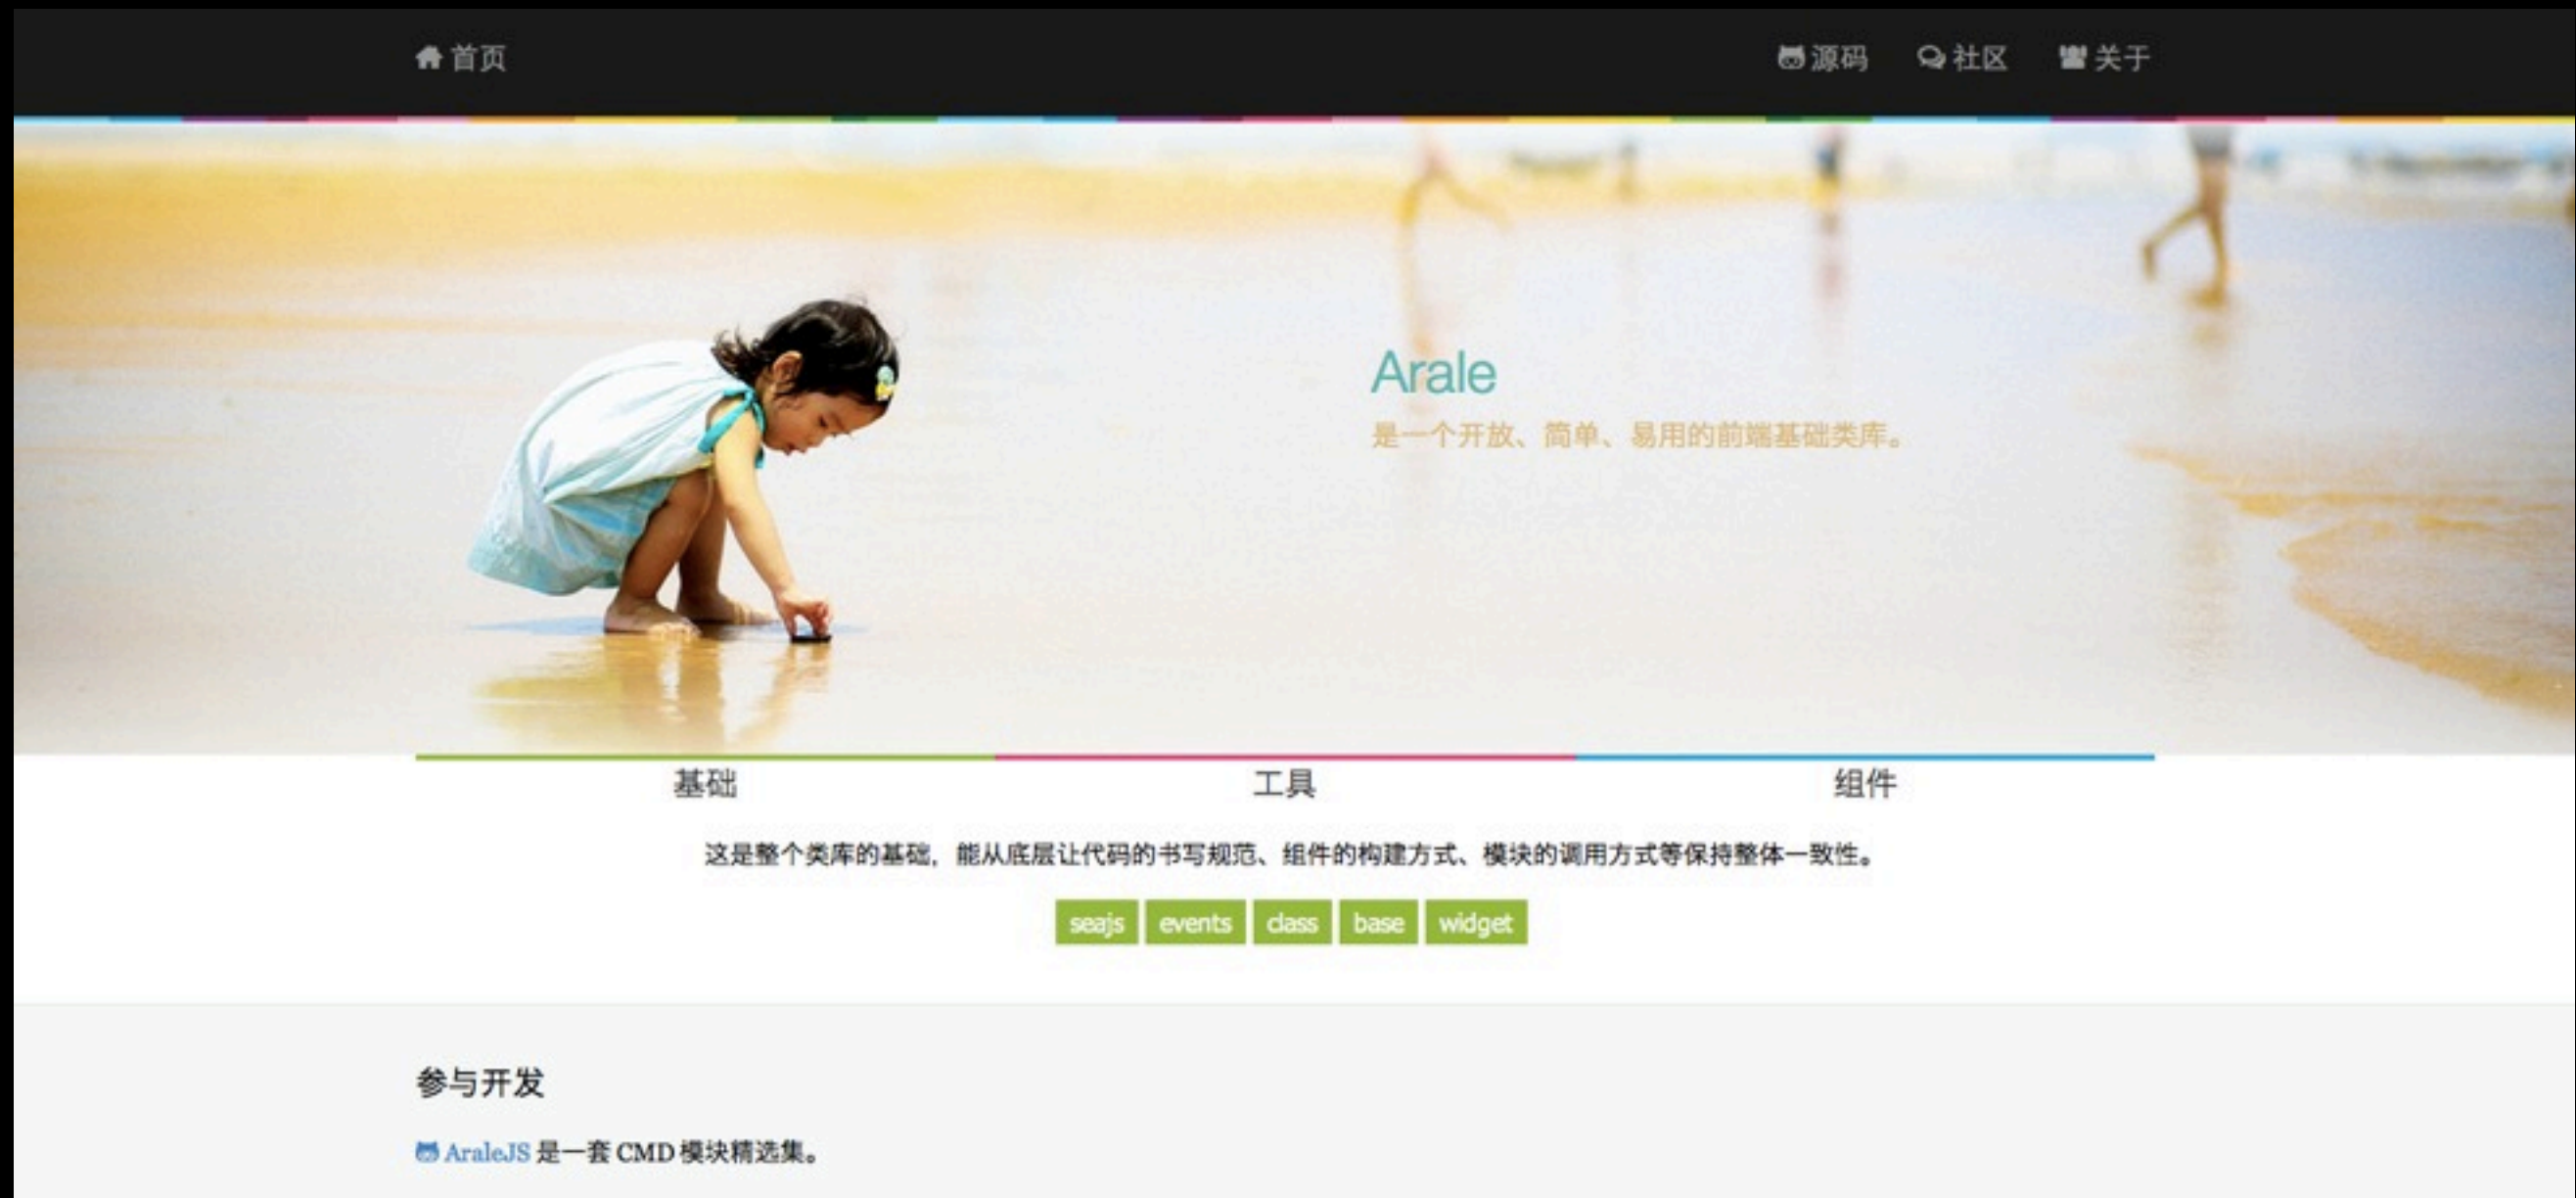 首页 源码 社区 关于
Arale
是一个开放、简单、易用的前端基础类库。
基础 工具 组件
这是整个类库的基础，能从底层让代码的书写规范、组件的构建方式、模块的调用方式等保持整体一致性。
seajs events class base widget
参与开发
AraleJS 是一套 CMD 模块精选集。